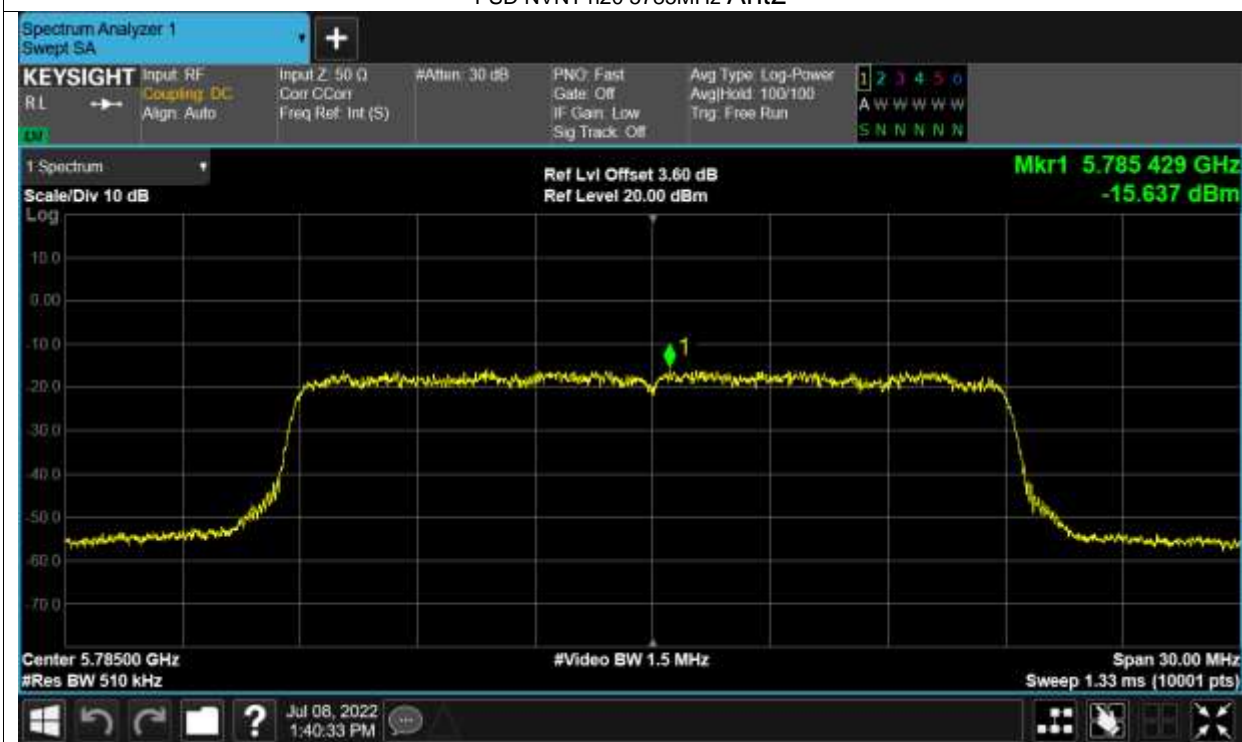 PSD NVNT n20 5785MHz Ant2
Spectrum Analyzer 1
Swept SA
+
KEYSIGHT
Input: RF
Input Z: 50 Ω
#Atten: 30 dB
PNO: Fast
Avg Type: Log-Power
1 2 3 4 5 6
RL
Coupling: DC
Corr CCorr
Gate: Off
Avg|Hold: 100/100
A W W W W W
Align: Auto
Freq Ref: Int (S)
IF Gain: Low
Trig: Free Run
Sig Track: Off
S N N N N N
1 Spectrum
Ref Lvl Offset 3.60 dB
Mkr1 5.785 429 GHz
Scale/Div 10 dB
Ref Level 20.00 dBm
-15.637 dBm
Log
10.0
0.00
-10.0
1
-20.0
-30.0
-40.0
-50.0
-60.0
-70.0
Center 5.78500 GHz
#Video BW 1.5 MHz
Span 30.00 MHz
#Res BW 510 kHz
Sweep 1.33 ms (10001 pts)
?
Jul 08, 2022
1:40:33 PM